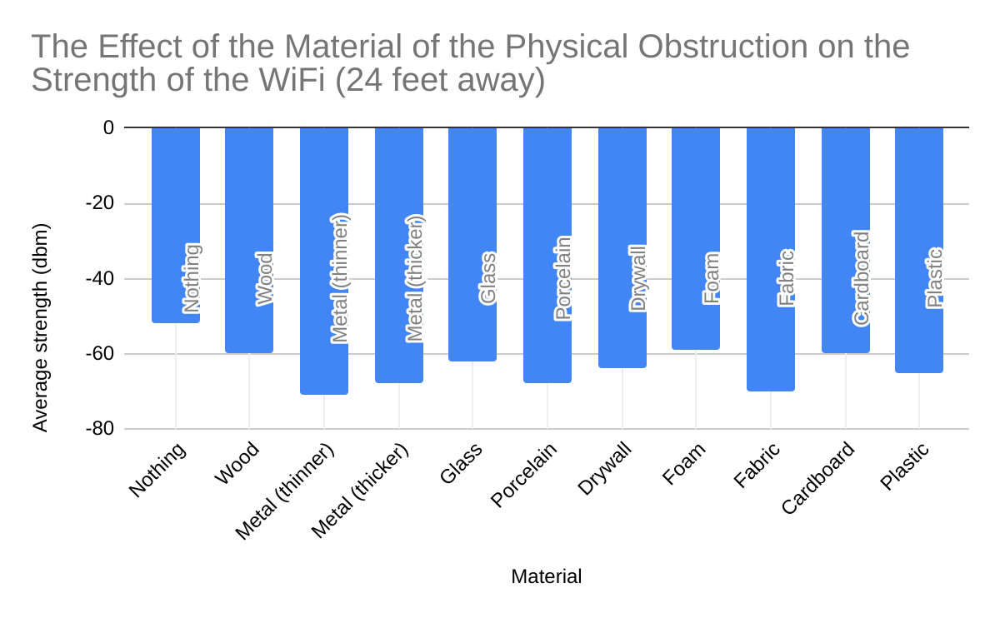 The Effect of the Material of the Physical Obstruction on the
Strength of the WiFi (24 feet away)
Average strength (dbm)
0
-20
-40
-60
-80
Nothing
Wood
Metal (thinner)
Metal (thicker)
Glass
Porcelain
Drywall
Foam
Fabric
Cardboard
Plastic
Nothing
Wood
Metal (thinner)
Metal (thicker)
Glass
Porcelain
Drywall
Foam
Fabric
Cardboard
Plastic
Material